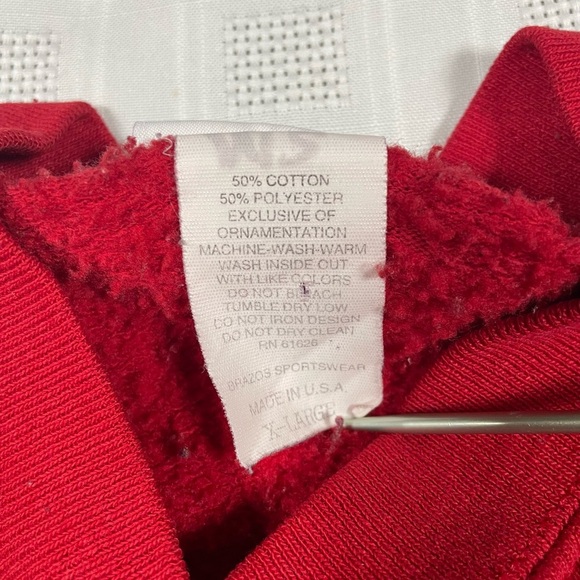 W.S
50% COTTON
50% POLYESTER
EXCLUSIVE OF
ORNAMENTATION
MACHINE-WASH-WARM
WASH INSIDE OUT
WITH LIKE COLORS
DO NOT BLEACH
TUMBLE DRY LOW
DO NOT IRON DESIGN
DO NOT DRY CLEAN
RN 61626
BRAZOS SPORTSWEAR
MADE IN U.S.A.
X-LARGE